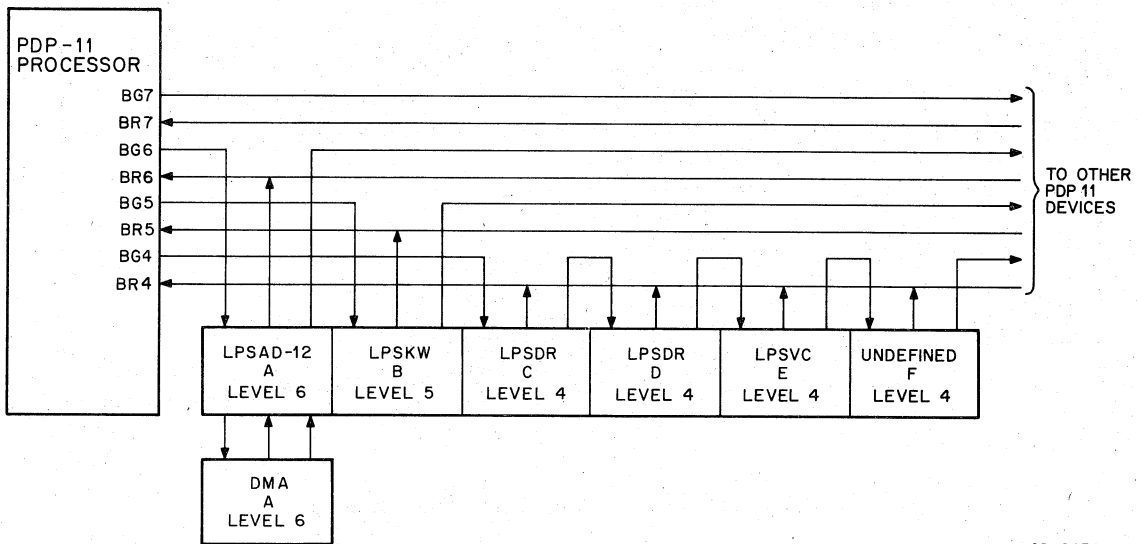 PDP-11
PROCESSOR
BG7
BR7
BG6
BR6
BG5
BR5
BG4
BR4
TO OTHER
PDP 11
DEVICES
LPSAD-12
A
LEVEL 6
LPSKW
B
LEVEL 5
LPSDR
C
LEVEL 4
LPSDR
D
LEVEL 4
LPSVC
E
LEVEL 4
UNDEFINED
F
LEVEL 4
DMA
A
LEVEL 6